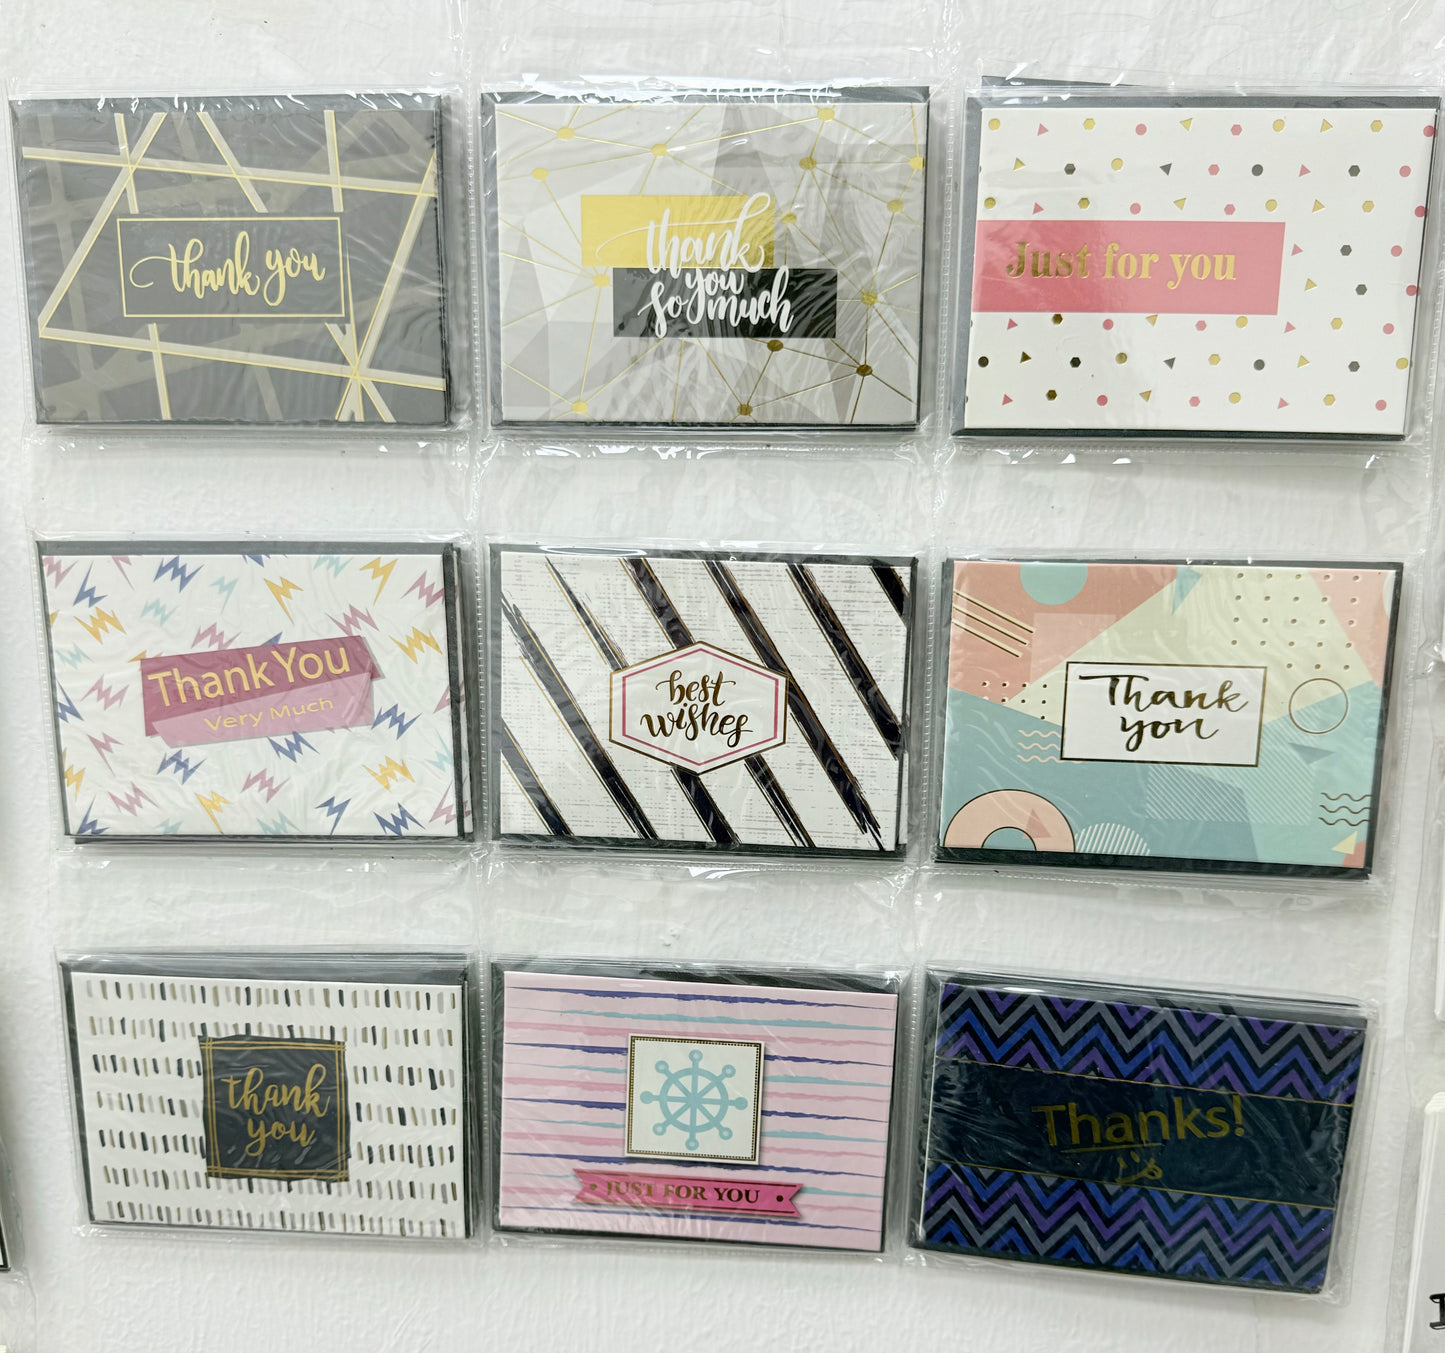 thank you
thank
you
so much
Just for you
Thank You
Very Much
best
wishes
Thank
you
thank
you
JUST FOR YOU
Thanks!